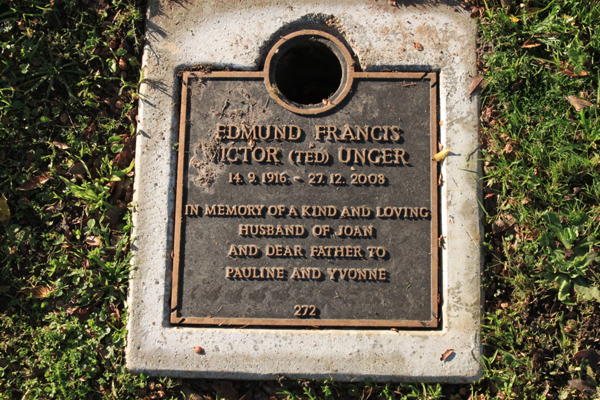 EDMUND FRANCIS
VICTOR (TED) UNGER
14.9.1916 - 27.12.2008
IN MEMORY OF A KIND AND LOVING
HUSBAND OF JOAN
AND DEAR FATHER TO
PAULINE AND YVONNE
272